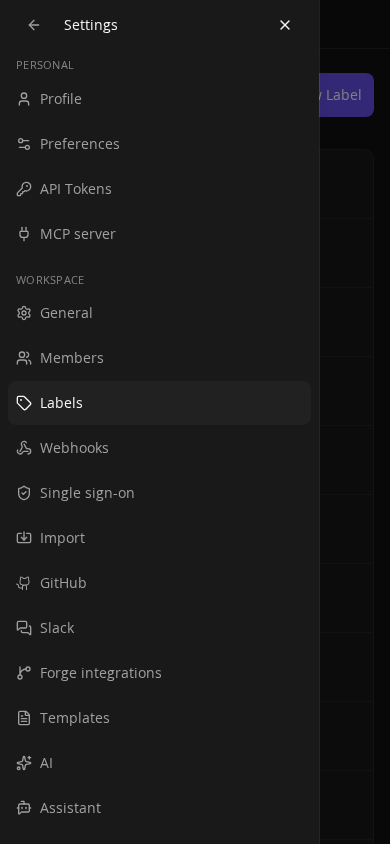 Settings
PERSONAL
Profile
Label
Preferences
API Tokens
MCP server
WORKSPACE
General
Members
Labels
Webhooks
Single sign-on
Import
GitHub
Slack
Forge integrations
Templates
AI
Assistant